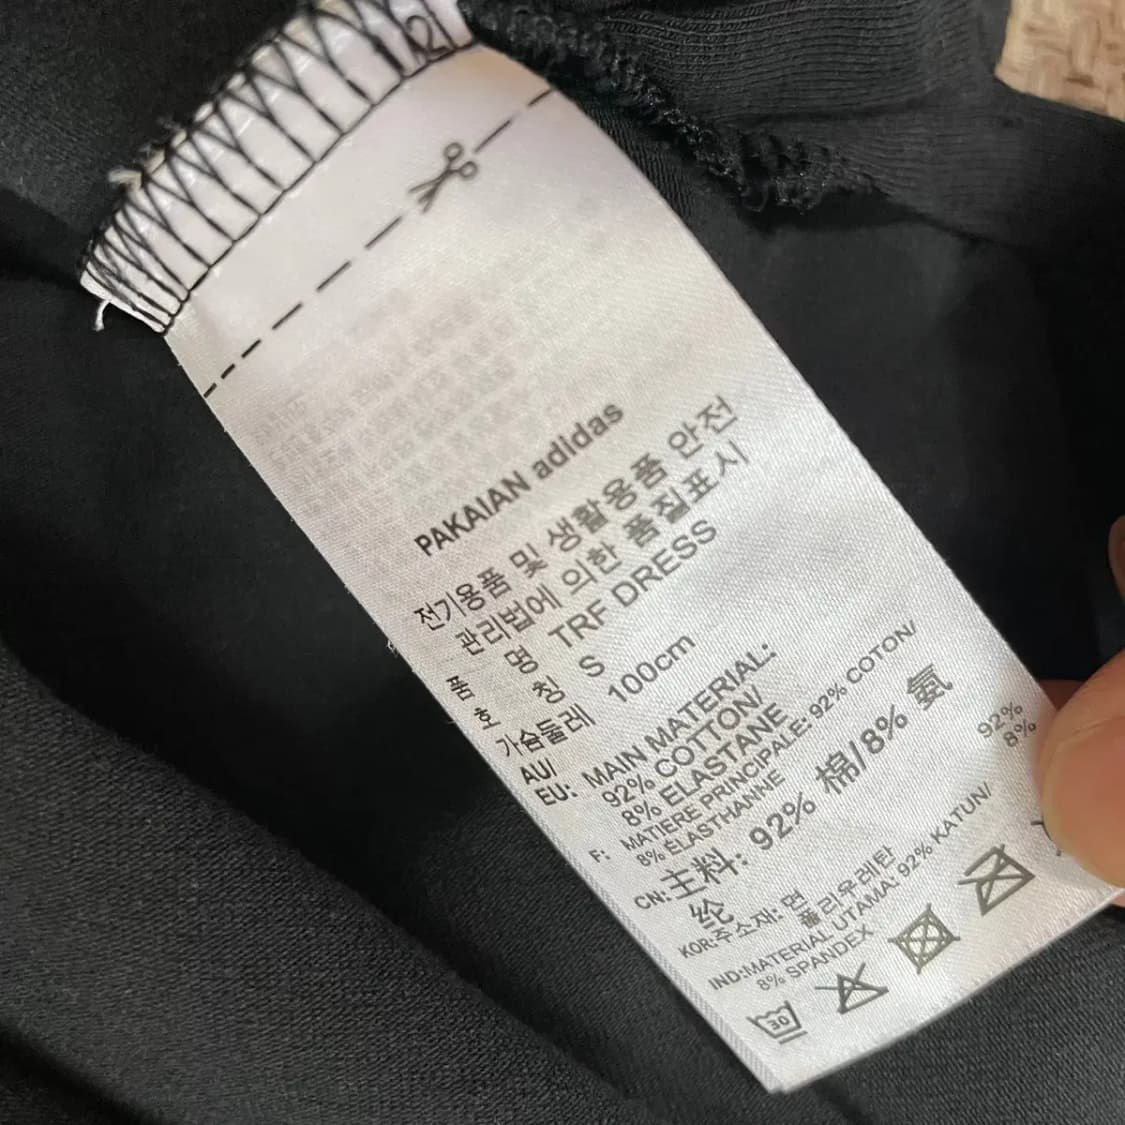 2
PAKAIAN adidas
전기용품 및 생활용품 안전
관리법에 의한 품질표시
품 명 TRF DRESS
호 칭 S
가슴둘레 100cm
AU/
EU: MAIN MATERIAL:
92% COTTON/
8% ELASTANE
F: MATIÈRE PRINCIPALE: 92% COTON/
8% ÉLASTHANNE
CN: 主料: 92% 棉/8% 氨
纶
KOR: 주소재: 면 92%
폴리우레탄 8%
IND: MATERIAL UTAMA: 92% KATUN/
8% SPANDEX
30